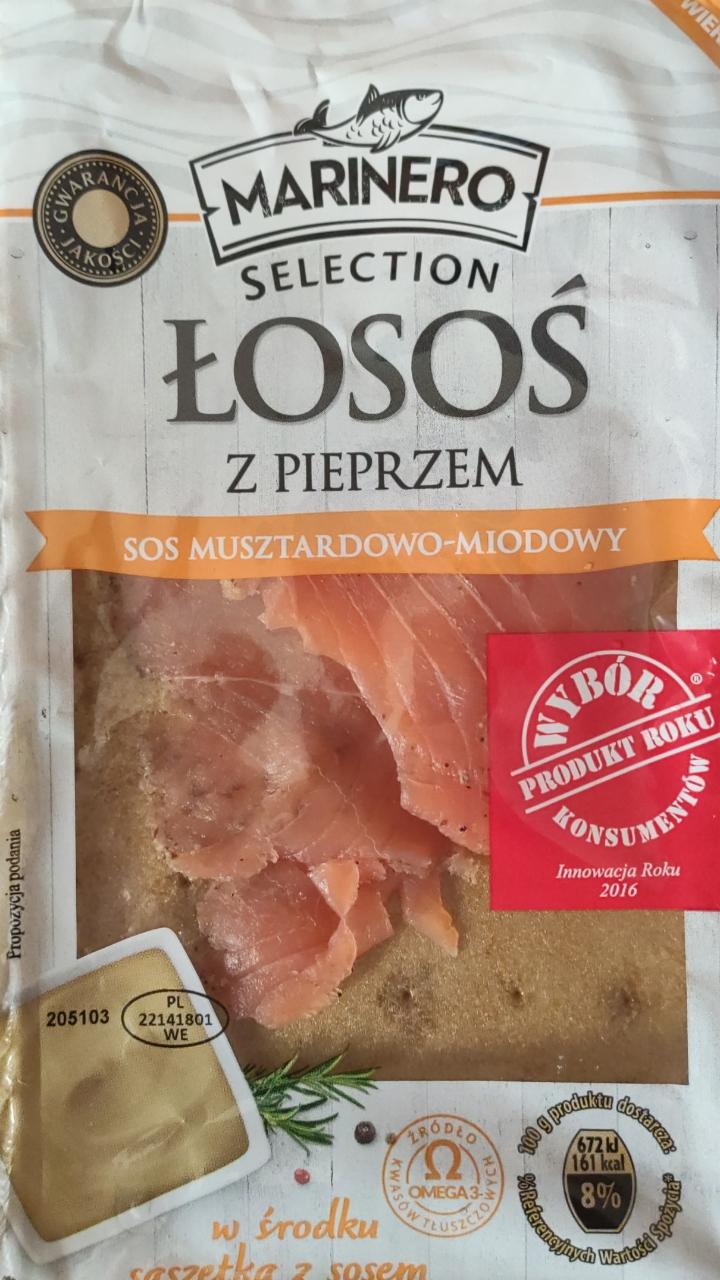 GWARANCJA JAKOŚCI
MARINERO
SELECTION
ŁOSOŚ
Z PIEPRZEM
SOS MUSZTARDOWO-MIODOWY
WYBÓR ®
PRODUKT ROKU
KONSUMENTÓW
Innowacja Roku
2016
Propozycja podania
205103
PL
22141801
WE
ŹRÓDŁO
Ω
OMEGA 3-
KWASÓW TŁUSZCZOWYCH
100 g produktu dostarcza:
672 kJ
161 kcal
8%
%Referencyjnych Wartości Spożycia*
w środku
saszetka z sosem